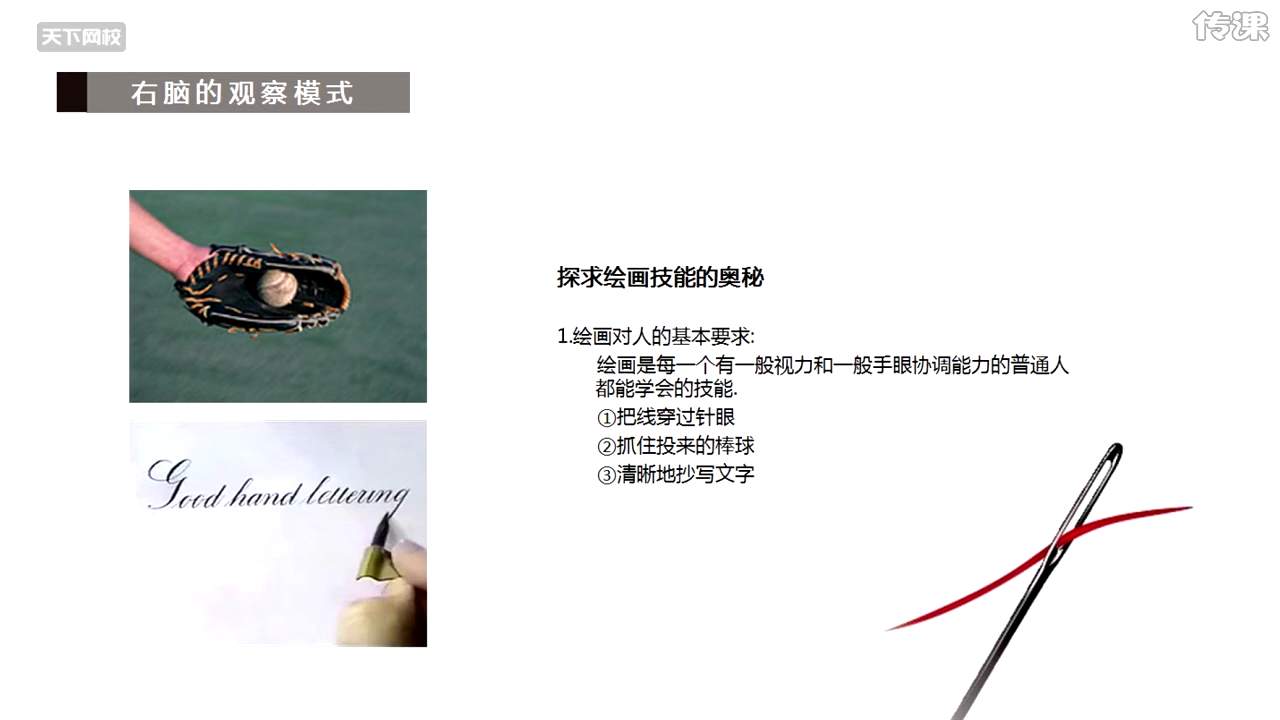 天下网校
传课
右脑的观察模式
探求绘画技能的奥秘
1.绘画对人的基本要求:
绘画是每一个有一般视力和一般手眼协调能力的普通人
都能学会的技能.
①把线穿过针眼
②抓住投来的棒球
③清晰地抄写文字
Good hand lettering